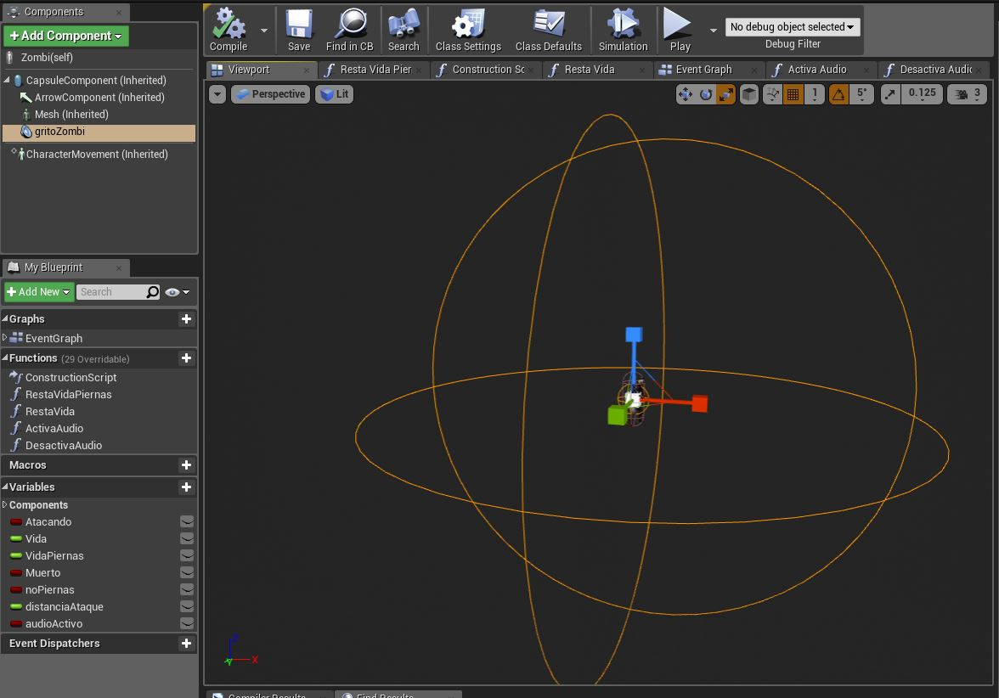 Components
+Add Component
Zombi(self)
CapsuleComponent (Inherited)
ArrowComponent (Inherited)
Mesh (Inherited)
gritoZombi
CharacterMovement (Inherited)
My Blueprint
+Add New
Search
Graphs
EventGraph
Functions (29 Overridable)
ConstructionScript
RestaVidaPiernas
RestaVida
ActivaAudio
DesactivaAudio
Macros
Variables
Components
Atacando
Vida
VidaPiernas
Muerto
noPiernas
distanciaAtaque
audioActivo
Event Dispatchers
Compile
Save
Find in CB
Search
Class Settings
Class Defaults
Simulation
Play
No debug object selected
Debug Filter
Viewport
Resta Vida Pier
Construction Sc
Resta Vida
Event Graph
Activa Audio
Desactiva Audic
Perspective
Lit
1
5°
0.125
3
Z
X
Y
Compiler Results
Find Results